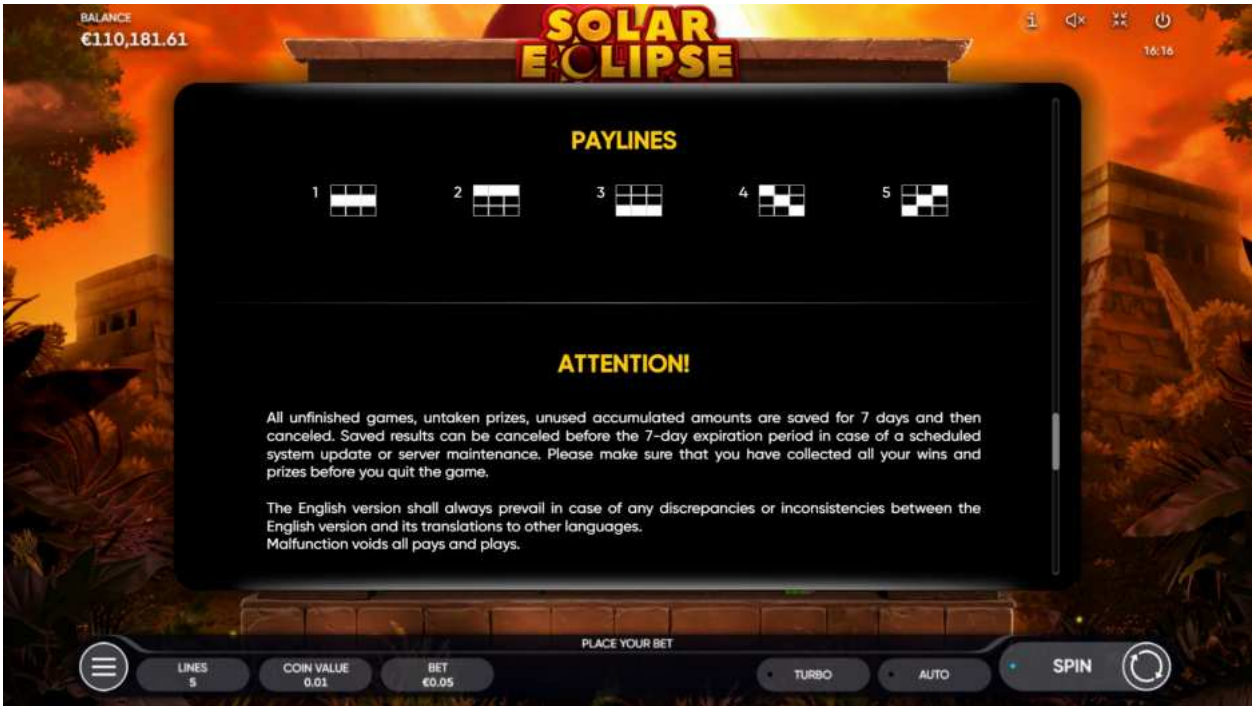 BALANCE
€110,181.61
SOLAR
ECLIPSE
i
16:16
PAYLINES
1 2 3 4 5
ATTENTION!
All unfinished games, untaken prizes, unused accumulated amounts are saved for 7 days and then
canceled. Saved results can be canceled before the 7-day expiration period in case of a scheduled
system update or server maintenance. Please make sure that you have collected all your wins and
prizes before you quit the game.
The English version shall always prevail in case of any discrepancies or inconsistencies between the
English version and its translations to other languages.
Malfunction voids all pays and plays.
PLACE YOUR BET
LINES
5
COIN VALUE
0.01
BET
€0.05
TURBO
AUTO
SPIN